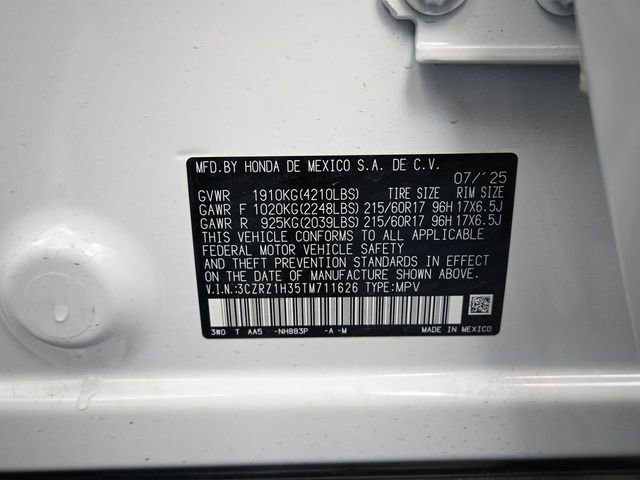 MFD.BY HONDA DE MEXICO S.A. DE C.V.
07/'25
GVWR 1910KG(4210LBS) TIRE SIZE RIM SIZE
GAWR F 1020KG(2248LBS) 215/60R17 96H 17X6.5J
GAWR R 925KG(2039LBS) 215/60R17 96H 17X6.5J
THIS VEHICLE CONFORMS TO ALL APPLICABLE
FEDERAL MOTOR VEHICLE SAFETY
AND THEFT PREVENTION STANDARDS IN EFFECT
ON THE DATE OF MANUFACTURE SHOWN ABOVE.
V.I.N.:3CZRZ1H35TM711626 TYPE:MPV
3W0 T AA5 -NH883P -A -M MADE IN MEXICO